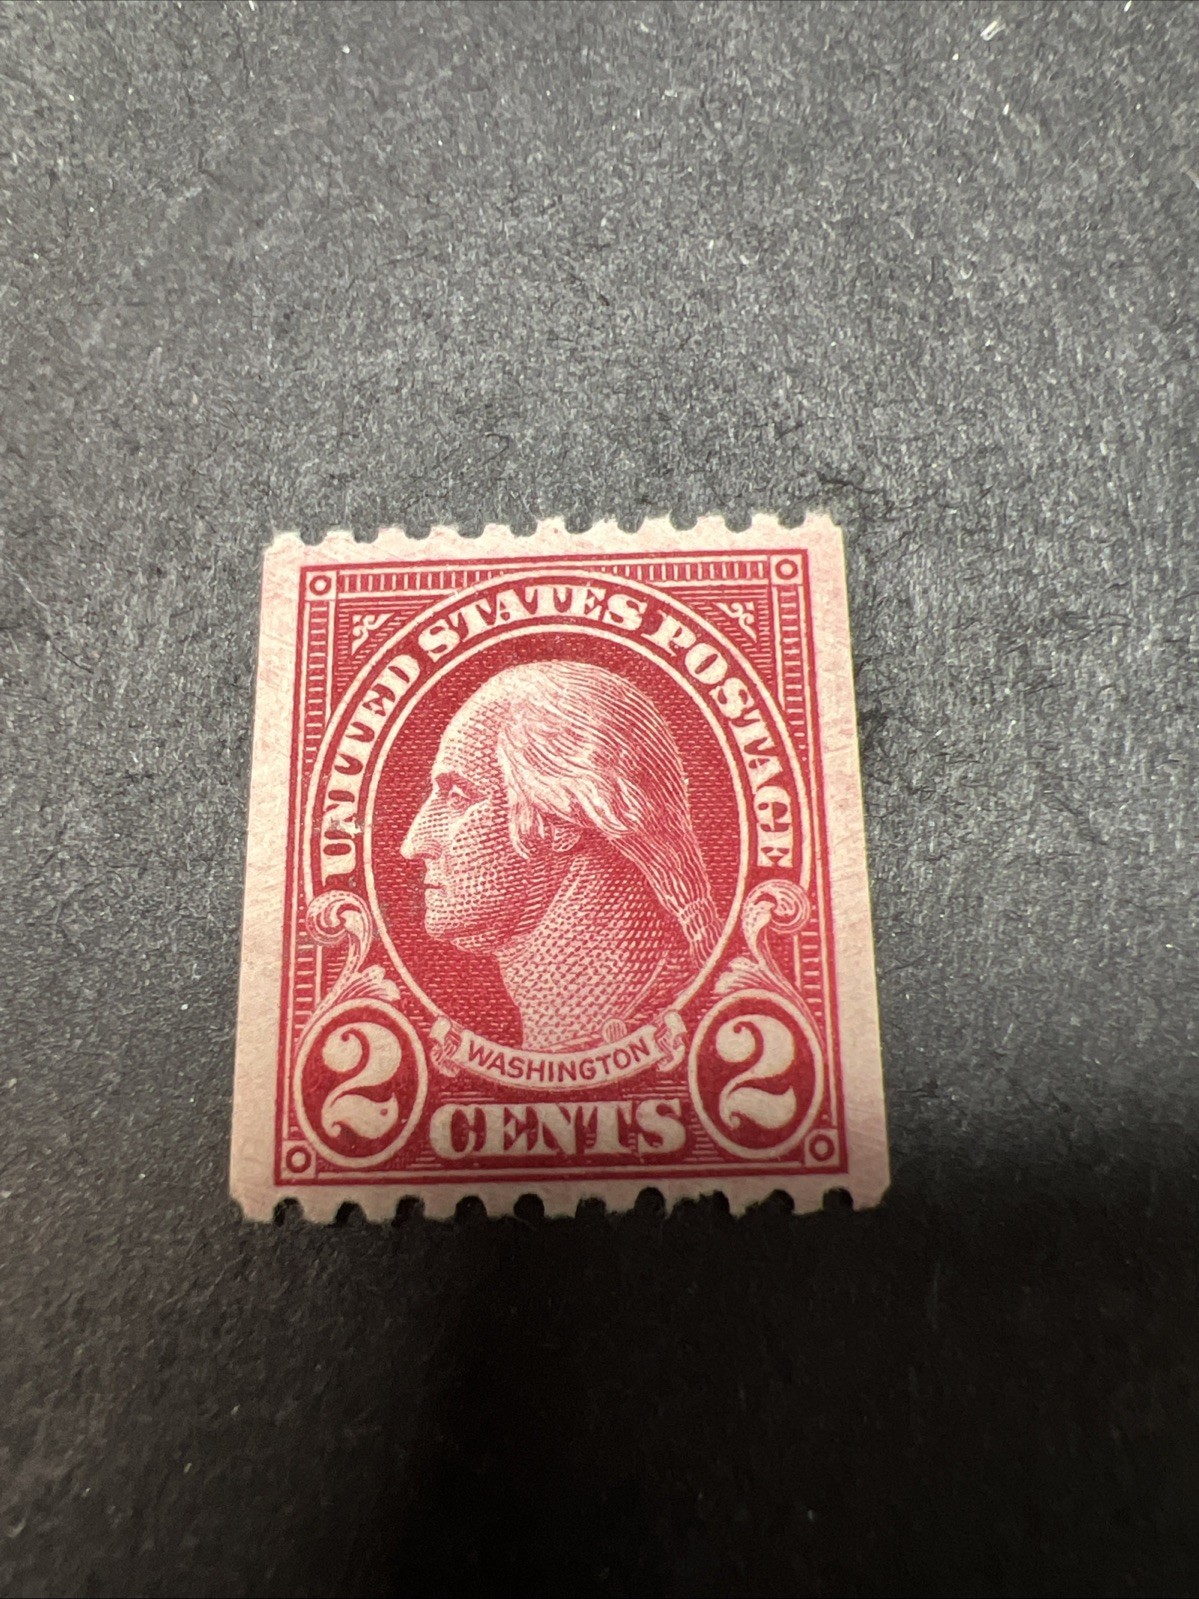 UNITED STATES POSTAGE
WASHINGTON
2 CENTS 2